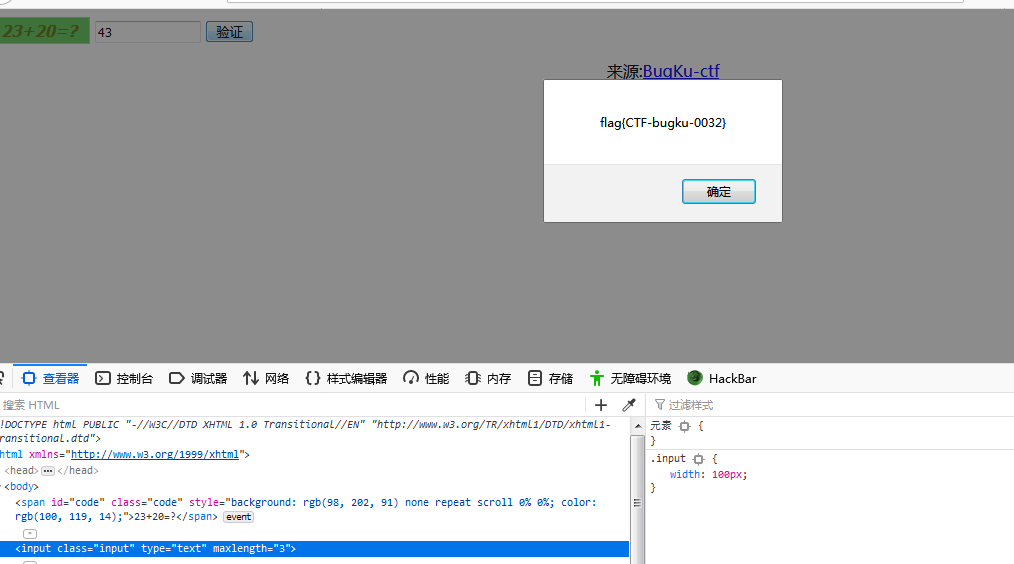 23+20=?
43
验证
来源:BugKu-ctf
flag{CTF-bugku-0032}
确定
查看器
控制台
调试器
网络
样式编辑器
性能
内存
存储
无障碍环境
HackBar
搜索 HTML
+
过滤样式
!DOCTYPE html PUBLIC "-//W3C//DTD XHTML 1.0 Transitional//EN" "http://www.w3.org/TR/xhtml1/DTD/xhtml1-
ransitional.dtd">
html xmlns="http://www.w3.org/1999/xhtml">
<head>
</head>
<body>
<span id="code" class="code" style="background: rgb(98, 202, 91) none repeat scroll 0% 0%; color:
rgb(100, 119, 14);">23+20=?</span> event
<input class="input" type="text" maxlength="3">
元素 {
}
.input {
width: 100px;
}